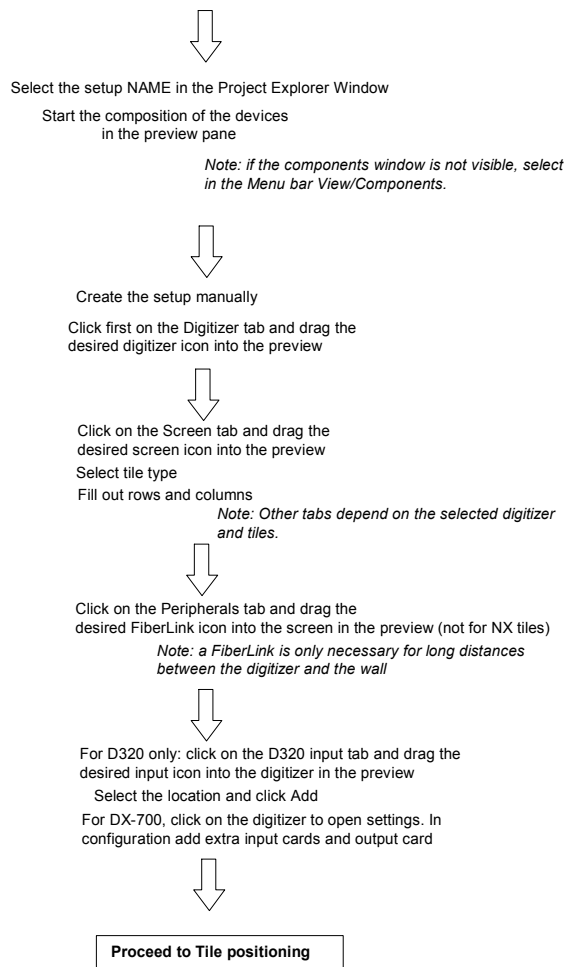 Select the setup NAME in the Project Explorer Window
Start the composition of the devices
in the preview pane
Note: if the components window is not visible, select
in the Menu bar View/Components.
Create the setup manually
Click first on the Digitizer tab and drag the
desired digitizer icon into the preview
Click on the Screen tab and drag the
desired screen icon into the preview
Select tile type
Fill out rows and columns
Note: Other tabs depend on the selected digitizer
and tiles.
Click on the Peripherals tab and drag the
desired FiberLink icon into the screen in the preview (not for NX tiles)
Note: a FiberLink is only necessary for long distances
between the digitizer and the wall
For D320 only: click on the D320 input tab and drag the
desired input icon into the digitizer in the preview
Select the location and click Add
For DX-700, click on the digitizer to open settings. In
configuration add extra input cards and output card
Proceed to Tile positioning